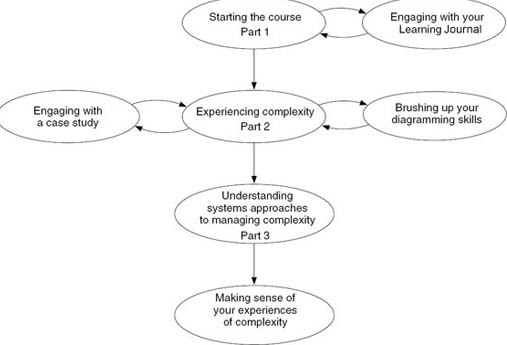 Starting the course
Part 1
Engaging with your
Learning Journal
Engaging with
a case study
Experiencing complexity
Part 2
Brushing up your
diagramming skills
Understanding
systems approaches
to managing complexity
Part 3
Making sense of
your experiences
of complexity